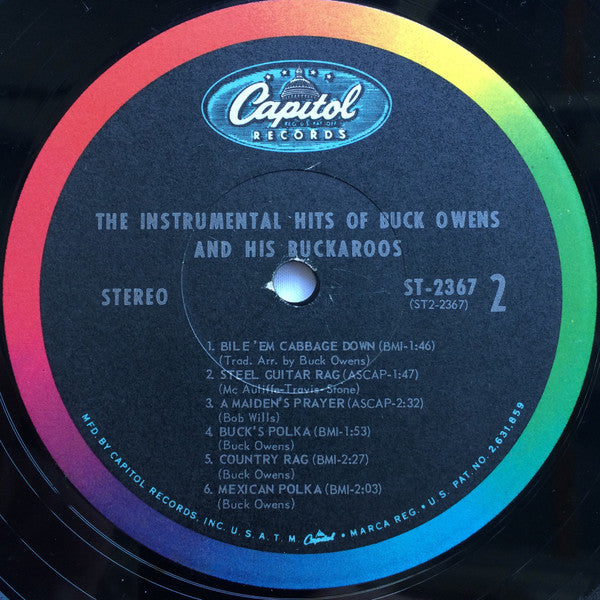 Capitol
REG. U.S. PAT. OFF.
RECORDS
THE INSTRUMENTAL HITS OF BUCK OWENS
AND HIS BUCKAROOS
STEREO
ST-2367 2
(ST2-2367)
1. BILE 'EM CABBAGE DOWN (BMI-1:46)
(Trad. Arr. by Buck Owens)
2. STEEL GUITAR RAG (ASCAP-1:47)
(Mc Auliffe-Travis-Stone)
3. A MAIDEN'S PRAYER (ASCAP-2:32)
(Bob Wills)
4. BUCK'S POLKA (BMI-1:53)
(Buck Owens)
5. COUNTRY RAG (BMI-2:27)
(Buck Owens)
6. MEXICAN POLKA (BMI-2:03)
(Buck Owens)
MFD. BY CAPITOL RECORDS, INC. U.S.A. T.M. Capitol • MARCA REG. • U.S. PAT. NO. 2,631,859